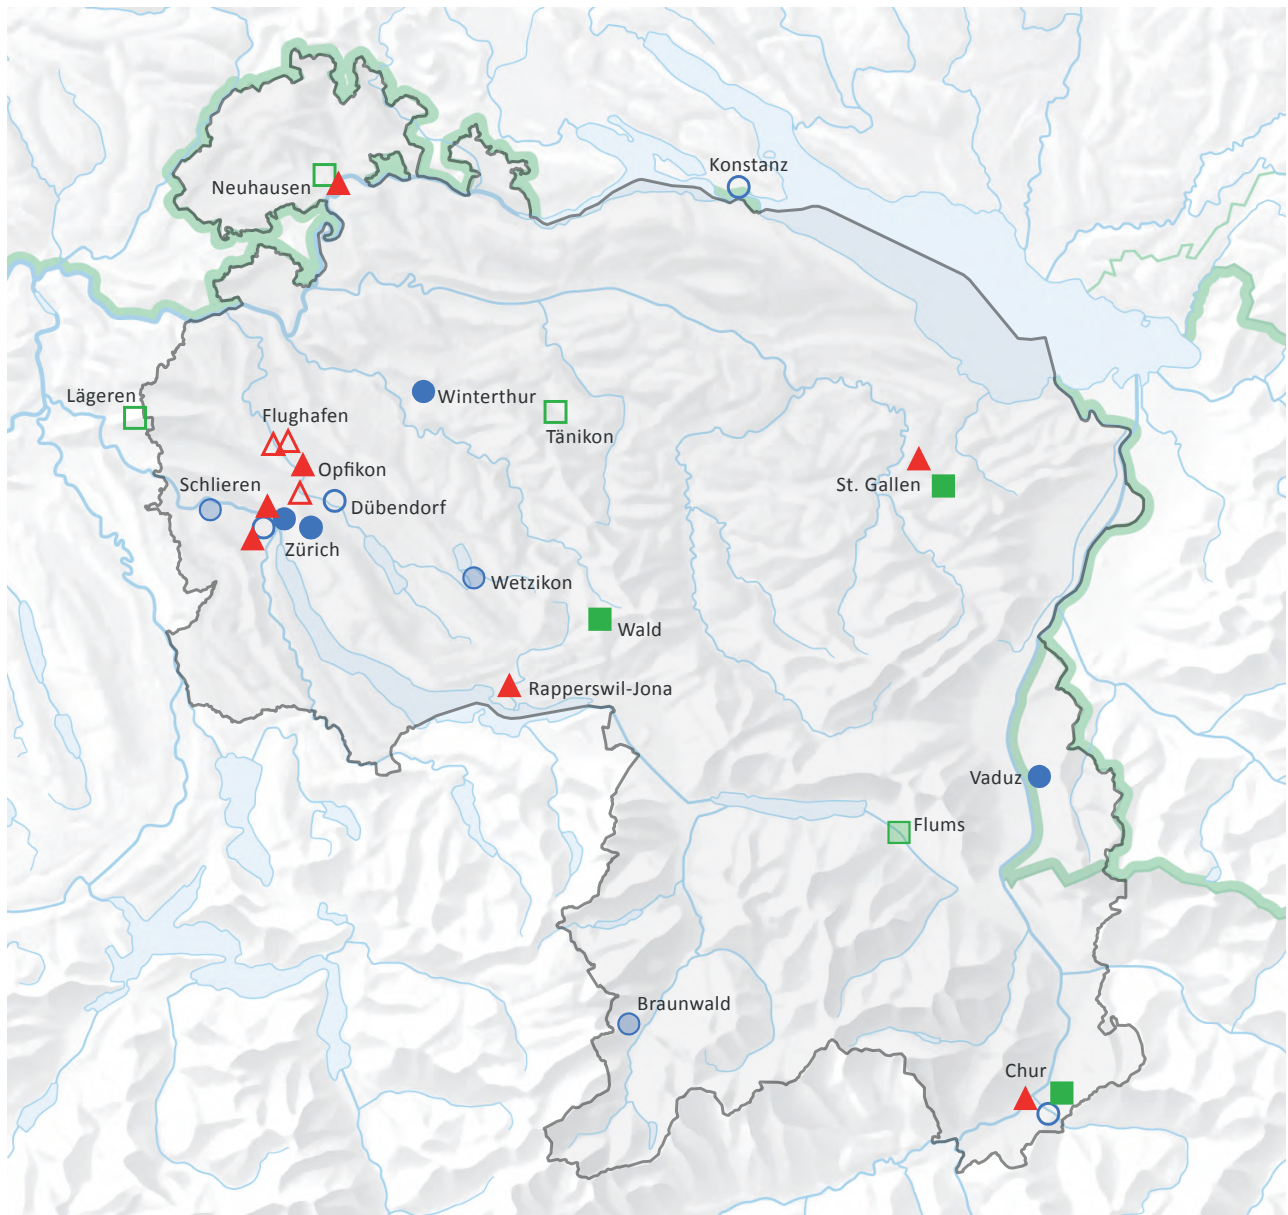 Konstanz
Neuhausen
Lägeren
Winterthur
Flughafen
Tänikon
Opfikon
Schlieren
St. Gallen
Dübendorf
Zürich
Wetzikon
Wald
Rapperswil-Jona
Vaduz
Flums
Braunwald
Chur